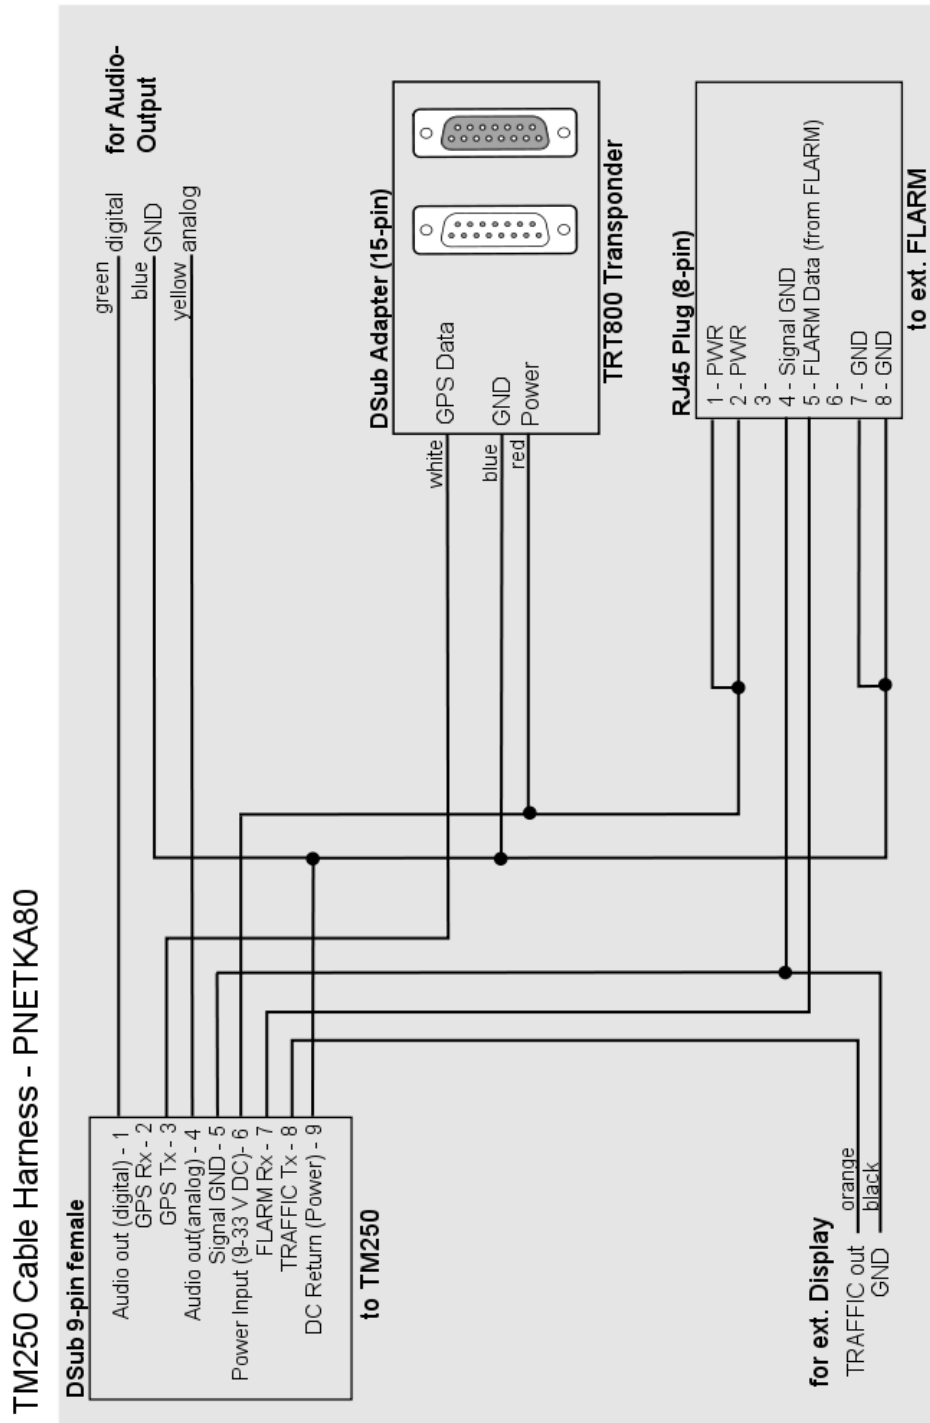 TM250 Cable Harness - PNETKA80
DSub 9-pin female
Audio out (digital) - 1
GPS Rx - 2
GPS Tx - 3
Audio out(analog) - 4
Signal GND - 5
Power Input (9-33 V DC)- 6
FLARM Rx - 7
TRAFFIC Tx - 8
DC Return (Power) - 9
to TM250
for Audio-
Output
green digital
blue GND
yellow analog
DSub Adapter (15-pin)
white GPS Data
blue GND
red Power
TRT800 Transponder
RJ45 Plug (8-pin)
1 - PWR
2 - PWR
3 -
4 - Signal GND
5 - FLARM Data (from FLARM)
6 -
7 - GND
8 - GND
to ext. FLARM
for ext. Display
TRAFFIC out orange
GND black